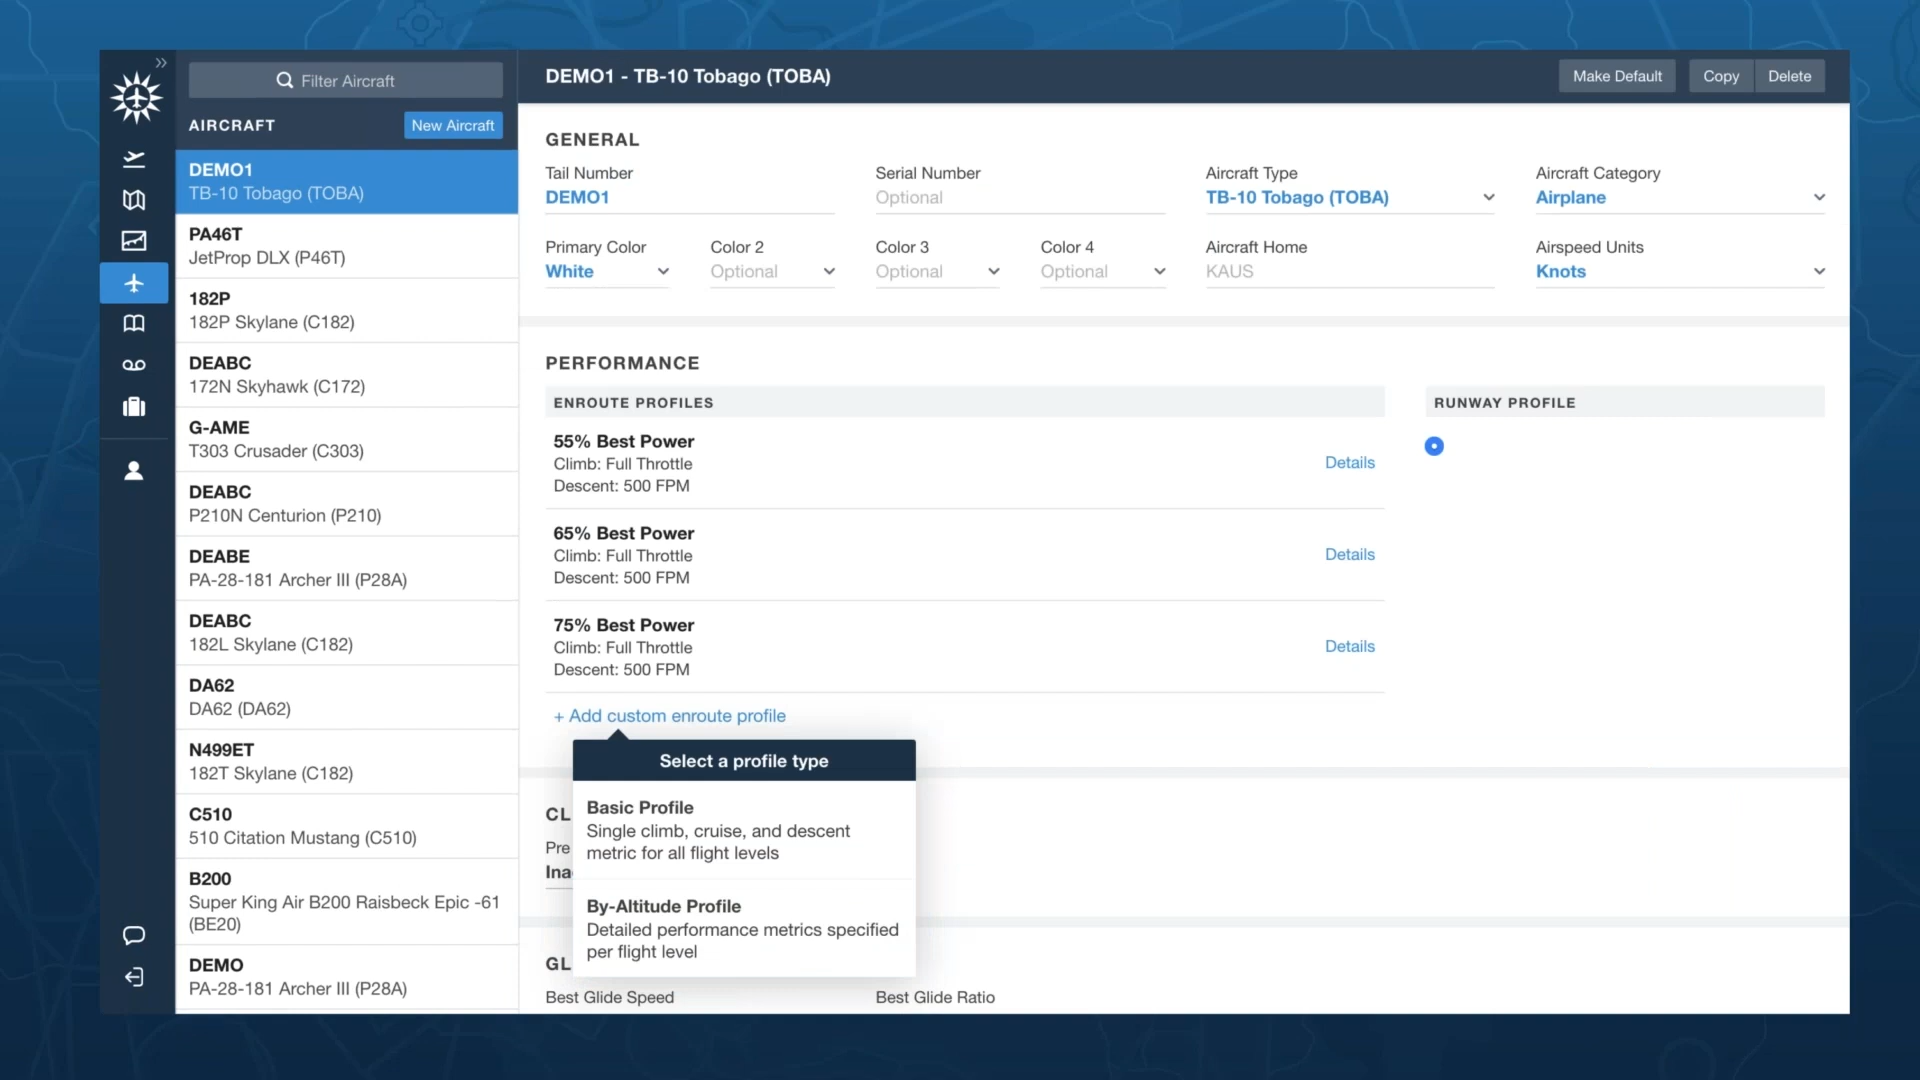 Filter Aircraft
AIRCRAFT
New Aircraft
DEMO1
TB-10 Tobago (TOBA)
PA46T
JetProp DLX (P46T)
182P
182P Skylane (C182)
DEABC
172N Skyhawk (C172)
G-AME
T303 Crusader (C303)
DEABC
P210N Centurion (P210)
DEABE
PA-28-181 Archer III (P28A)
DEABC
182L Skylane (C182)
DA62
DA62 (DA62)
N499ET
182T Skylane (C182)
C510
510 Citation Mustang (C510)
B200
Super King Air B200 Raisbeck Epic -61
(BE20)
DEMO
PA-28-181 Archer III (P28A)
DEMO1 - TB-10 Tobago (TOBA)
Make Default
Copy
Delete
GENERAL
Tail Number
DEMO1
Serial Number
Optional
Aircraft Type
TB-10 Tobago (TOBA)
Aircraft Category
Airplane
Primary Color
White
Color 2
Optional
Color 3
Optional
Color 4
Optional
Aircraft Home
KAUS
Airspeed Units
Knots
PERFORMANCE
ENROUTE PROFILES
55% Best Power
Climb: Full Throttle
Descent: 500 FPM
Details
65% Best Power
Climb: Full Throttle
Descent: 500 FPM
Details
75% Best Power
Climb: Full Throttle
Descent: 500 FPM
Details
+ Add custom enroute profile
RUNWAY PROFILE
Select a profile type
Basic Profile
Single climb, cruise, and descent
metric for all flight levels
By-Altitude Profile
Detailed performance metrics specified
per flight level
CL
Pre
Ina
GL
Best Glide Speed
Best Glide Ratio